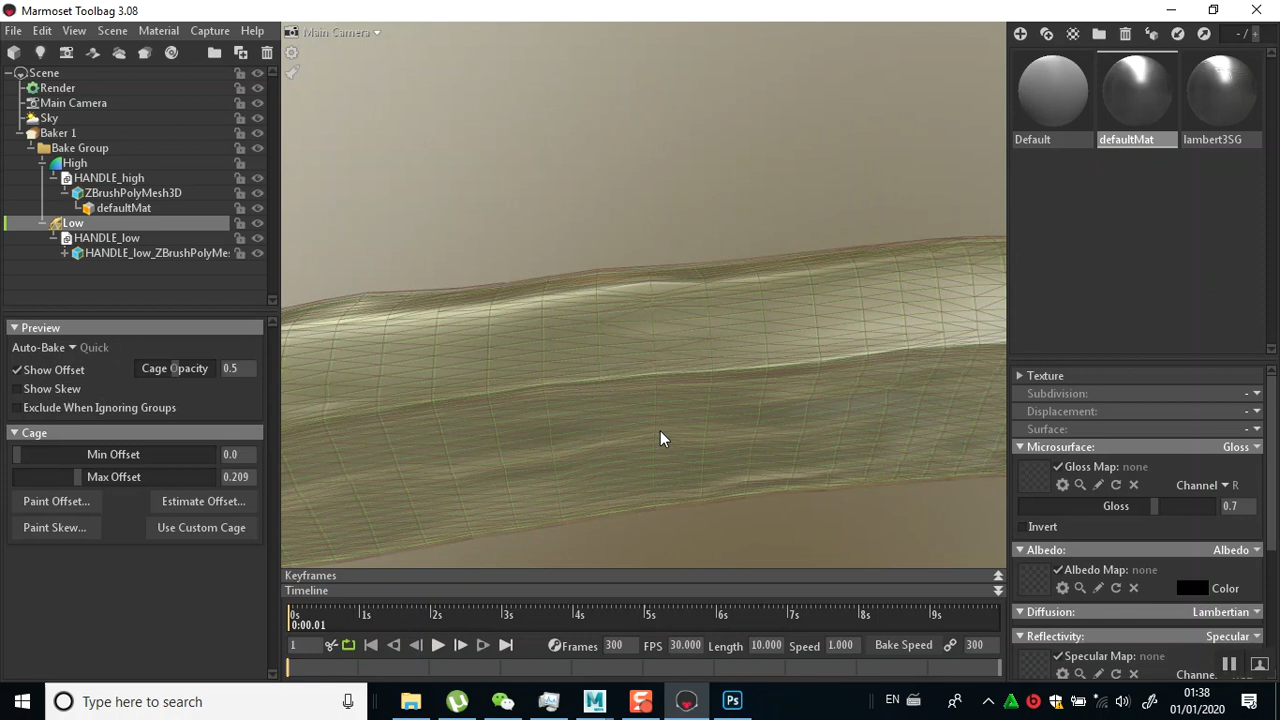 Marmoset Toolbag 3.08
File Edit View Scene Material Capture Help
Main Camera
- / +
Scene
Render
Main Camera
Sky
Baker 1
Bake Group
High
HANDLE_high
ZBrushPolyMesh3D
defaultMat
Low
HANDLE_low
HANDLE_low_ZBrushPolyMe:
Default defaultMat lambert3SG
Preview
Auto-Bake Quick
Show Offset Cage Opacity 0.5
Show Skew
Exclude When Ignoring Groups
Cage
Min Offset 0.0
Max Offset 0.209
Paint Offset... Estimate Offset...
Paint Skew... Use Custom Cage
Texture
Subdivision: -
Displacement: -
Surface: -
Microsurface: Gloss
Gloss Map: none
Channel R
Gloss 0.7
Invert
Albedo: Albedo
Albedo Map: none
Color
Diffusion: Lambertian
Reflectivity: Specular
Specular Map: none
Keyframes
Timeline
0s 1s 2s 3s 4s 5s 6s 7s 8s 9s
0:00.01
1 Frames 300 FPS 30.000 Length 10.000 Speed 1.000 Bake Speed 300
Type here to search
Ps
EN
01:38
01/01/2020